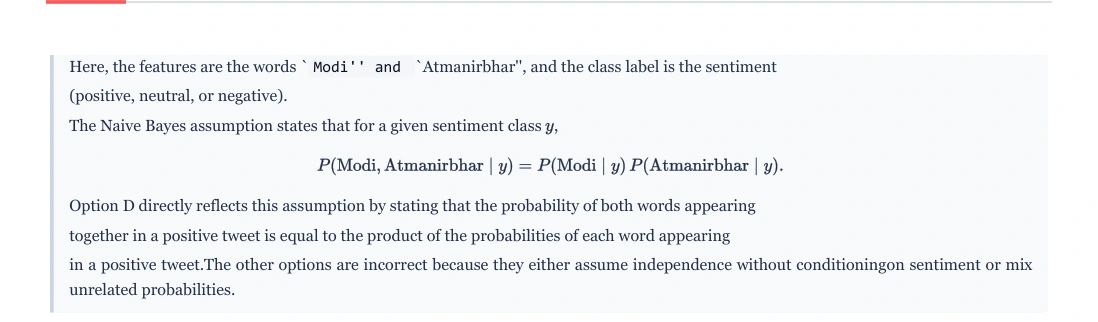 Here, the features are the words ` Modi'' and `Atmanirbhar", and the class label is the sentiment
(positive, neutral, or negative).
The Naive Bayes assumption states that for a given sentiment class y,
P(Modi, Atmanirbhar | y) = P(Modi | y) P(Atmanirbhar | y).
Option D directly reflects this assumption by stating that the probability of both words appearing
together in a positive tweet is equal to the product of the probabilities of each word appearing
in a positive tweet.The other options are incorrect because they either assume independence without conditioningon sentiment or mix
unrelated probabilities.